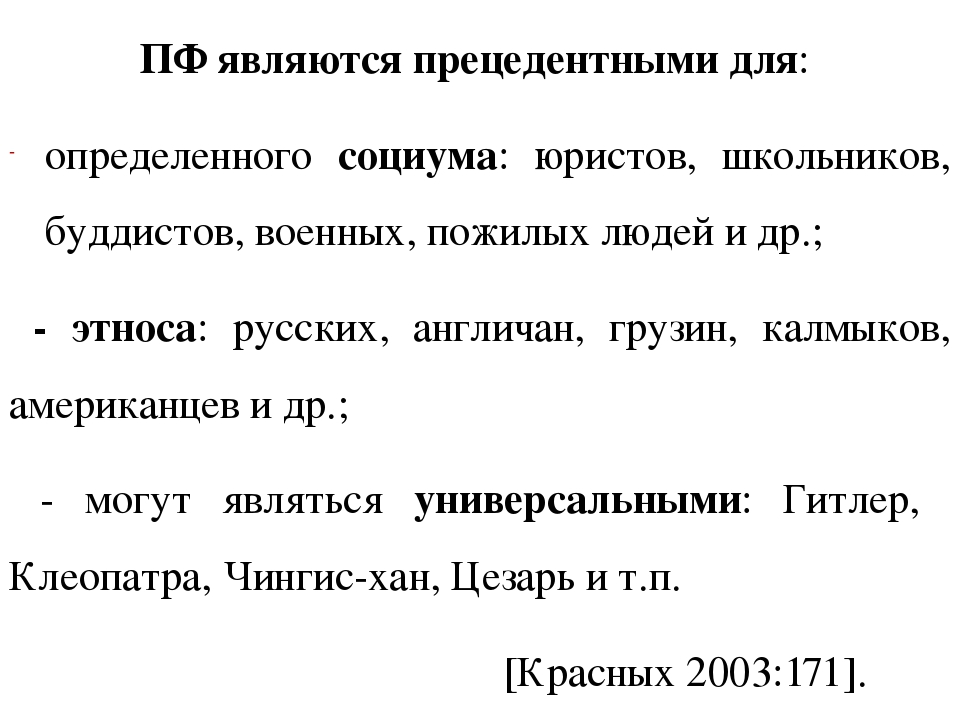 ПФ являются прецедентными для:
- определенного социума: юристов, школьников,
буддистов, военных, пожилых людей и др.;
- этноса: русских, англичан, грузин, калмыков,
американцев и др.;
- могут являться универсальными: Гитлер,
Клеопатра, Чингис-хан, Цезарь и т.п.
[Красных 2003:171].